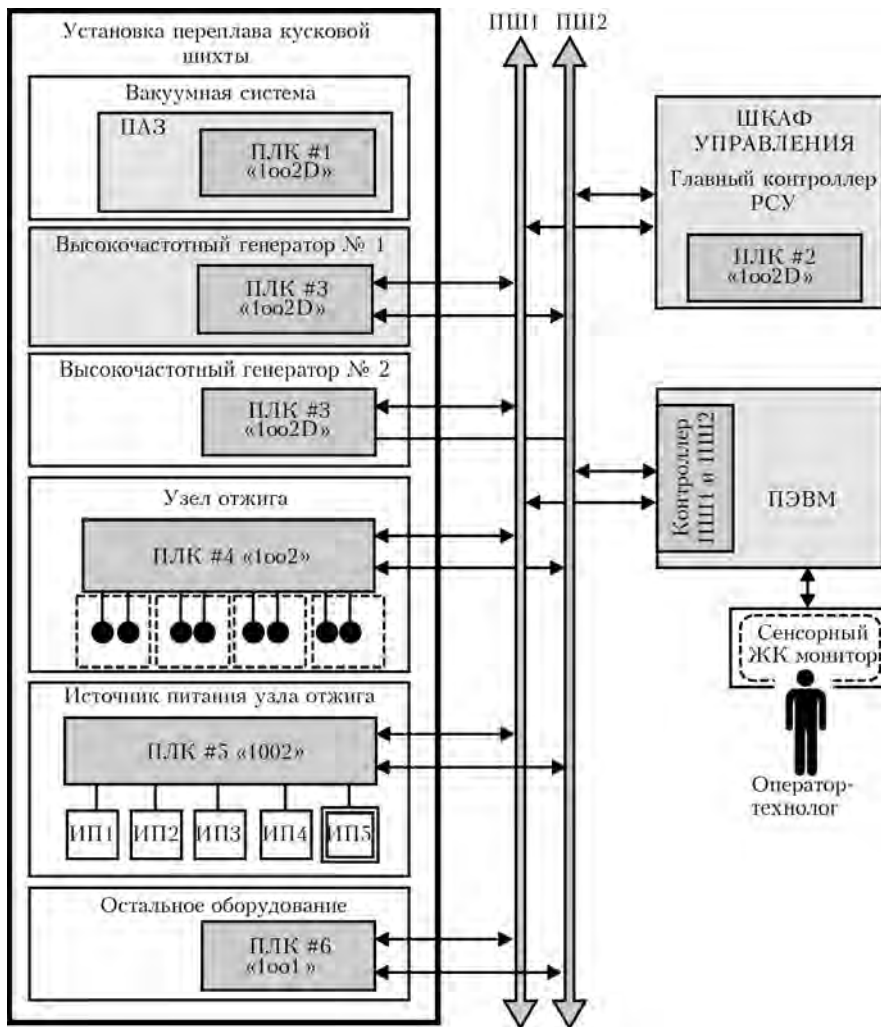 ПШ1
ПШ2
Установка переплава кусковой
шихты
Вакуумная система
ПАЗ
ПЛК #1
«1oo2D»
Высокочастотный генератор № 1
ПЛК #3
«1oo2D»
Высокочастотный генератор № 2
ПЛК #3
«1oo2D»
Узел отжига
ПЛК #4 «1oo2»
Источник питания узла отжига
ПЛК #5 «1002»
ИП1
ИП2
ИП3
ИП4
ИП5
Остальное оборудование
ПЛК #6
«1oo1»
ШКАФ
УПРАВЛЕНИЯ
Главный контроллер
РСУ
ПЛК #2
«1oo2D»
Контроллер
ПШ1 и ПШ2
ПЭВМ
Сенсорный
ЖК монитор
Оператор-
технолог